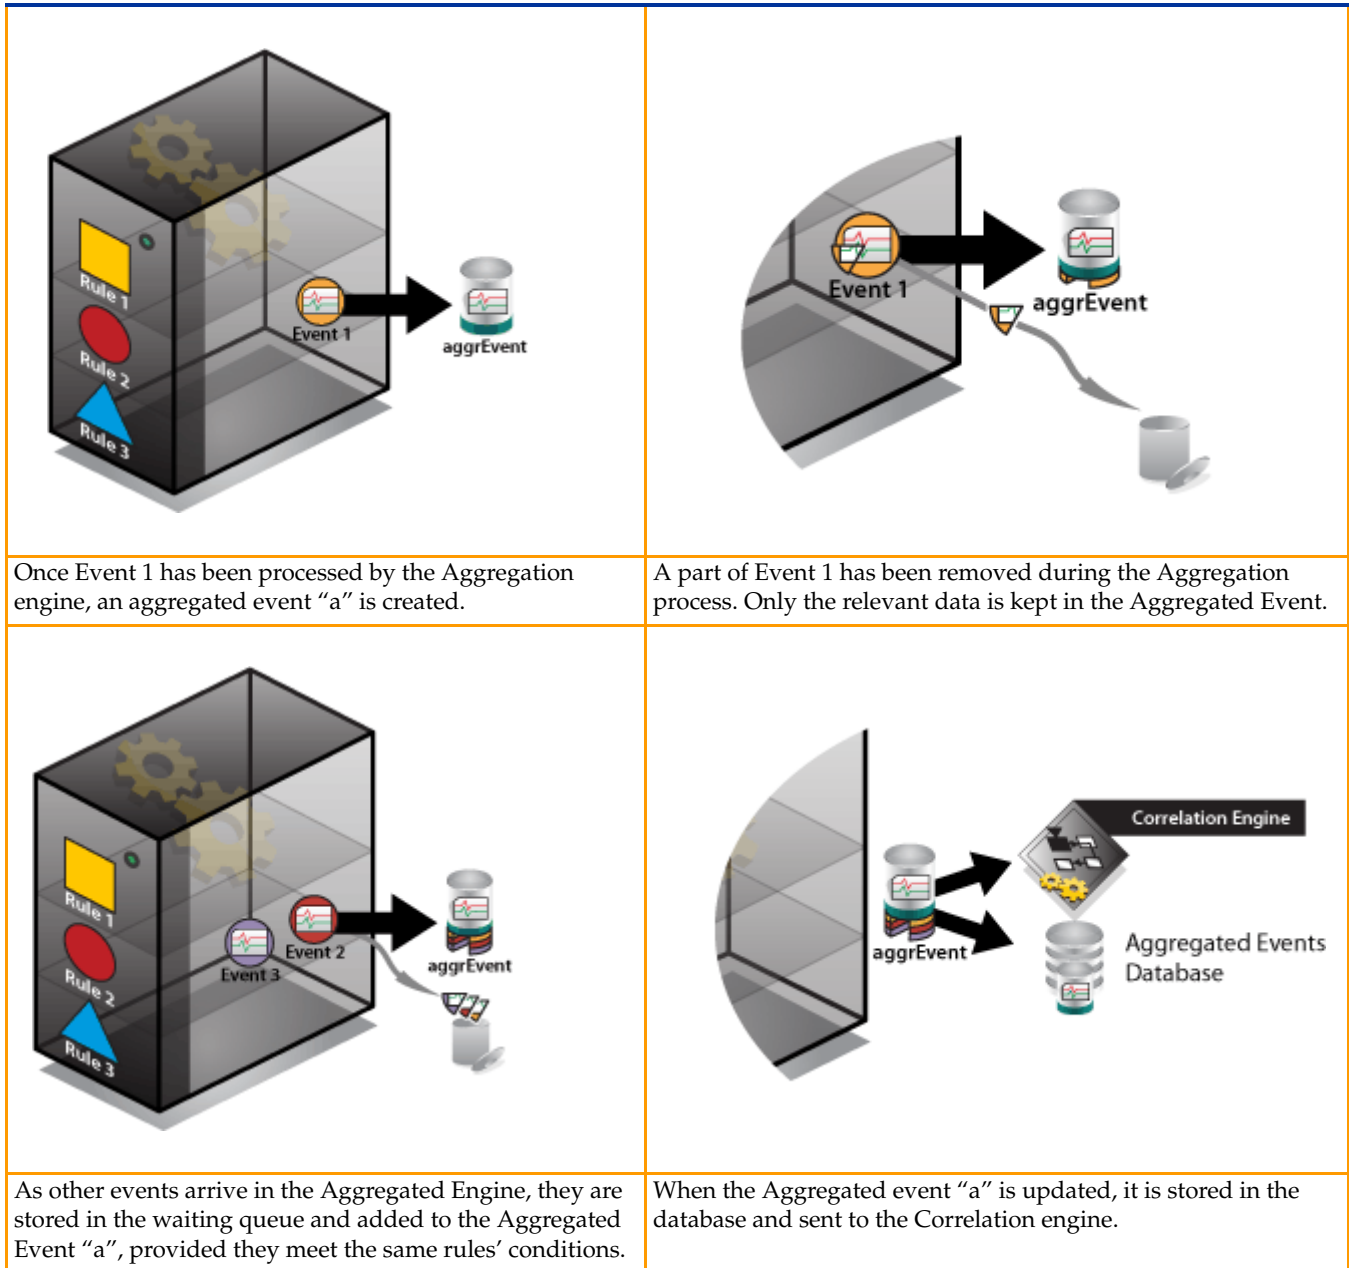 Rule 1
Rule 2
Rule 3
Event 1
aggrEvent
Event 1
aggrEvent
Once Event 1 has been processed by the Aggregation
engine, an aggregated event “a” is created.
A part of Event 1 has been removed during the Aggregation
process. Only the relevant data is kept in the Aggregated Event.
Rule 1
Rule 2
Rule 3
Event 3
Event 2
aggrEvent
aggrEvent
Correlation Engine
Aggregated Events
Database
As other events arrive in the Aggregated Engine, they are
stored in the waiting queue and added to the Aggregated
Event “a”, provided they meet the same rules’ conditions.
When the Aggregated event “a” is updated, it is stored in the
database and sent to the Correlation engine.